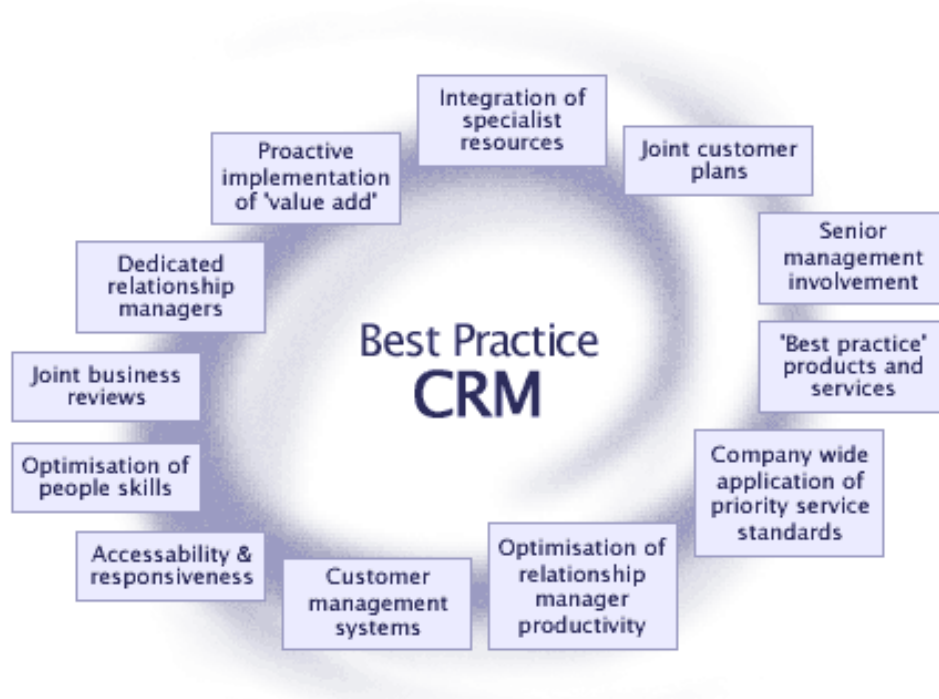 Integration of
specialist
resources
Joint customer
plans
Senior
management
involvement
'Best practice'
products and
services
Company wide
application of
priority service
standards
Optimisation of
relationship
manager
productivity
Customer
management
systems
Accessability &
responsiveness
Optimisation of
people skills
Joint business
reviews
Dedicated
relationship
managers
Proactive
implementation
of 'value add'
Best Practice
CRM